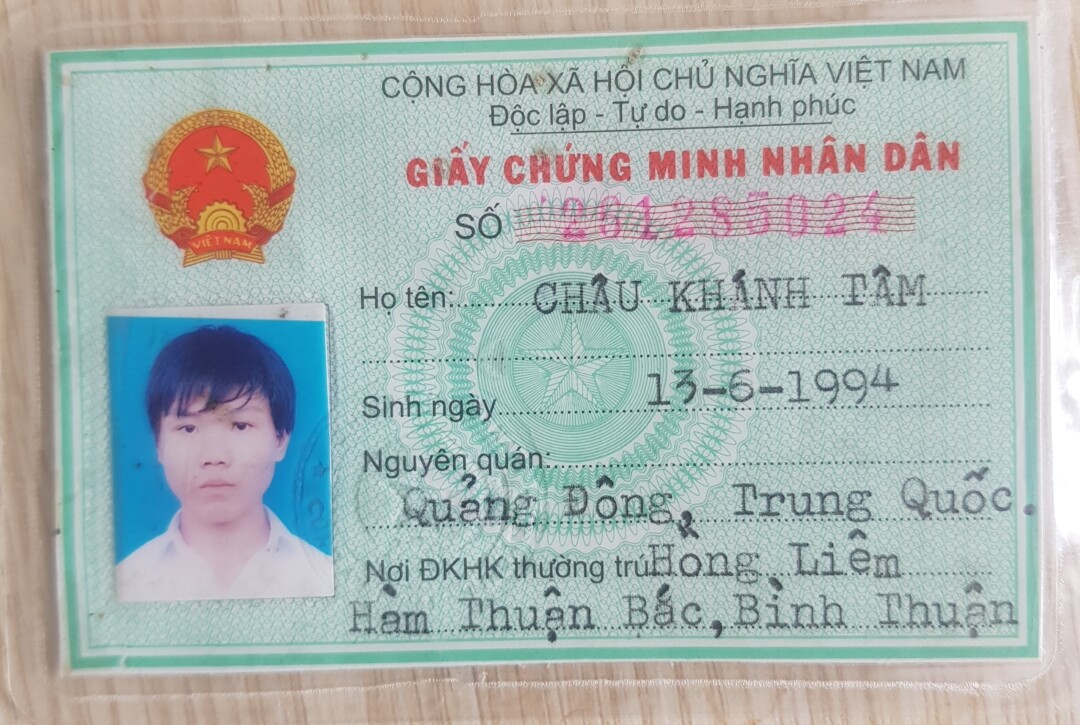 CỘNG HÒA XÃ HỘI CHỦ NGHĨA VIỆT NAM
Độc lập - Tự do - Hạnh phúc
GIẤY CHỨNG MINH NHÂN DÂN
SỐ 261285024
VIỆT NAM
Họ tên: CHÂU KHÁNH TÂM
Sinh ngày 13-6-1994
Nguyên quán:
Quảng Đông, Trung Quốc.
Nơi ĐKHK thường trú Hồng Liêm
Hàm Thuận Bắc, Bình Thuận